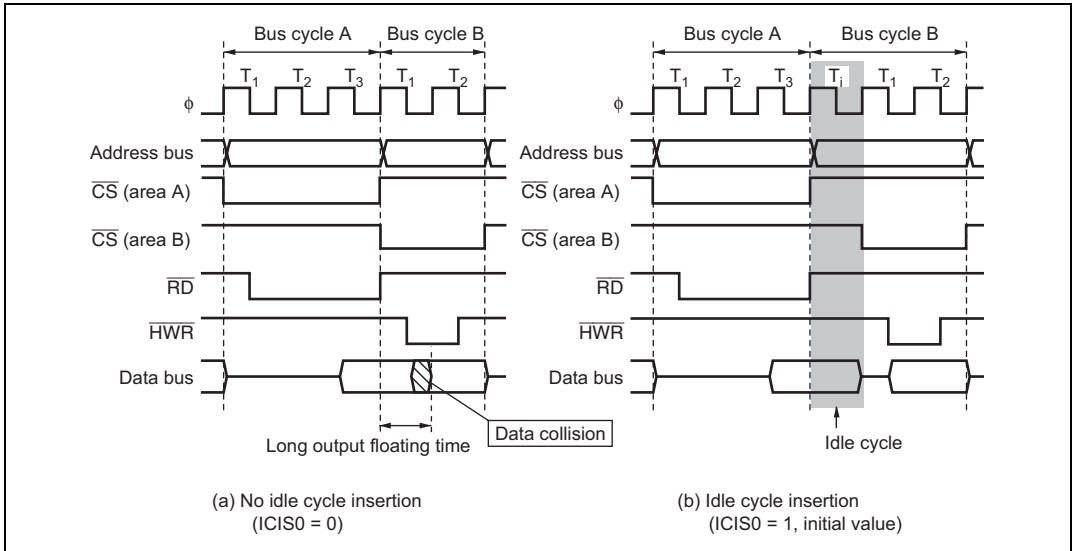 Bus cycle A Bus cycle B
T1 T2 T3 T1 T2
φ
Address bus
CS (area A)
CS (area B)
RD
HWR
Data bus
Data collision
Long output floating time
(a) No idle cycle insertion
(ICIS0 = 0)
Bus cycle A Bus cycle B
T1 T2 T3 Ti T1 T2
φ
Address bus
CS (area A)
CS (area B)
RD
HWR
Data bus
Idle cycle
(b) Idle cycle insertion
(ICIS0 = 1, initial value)